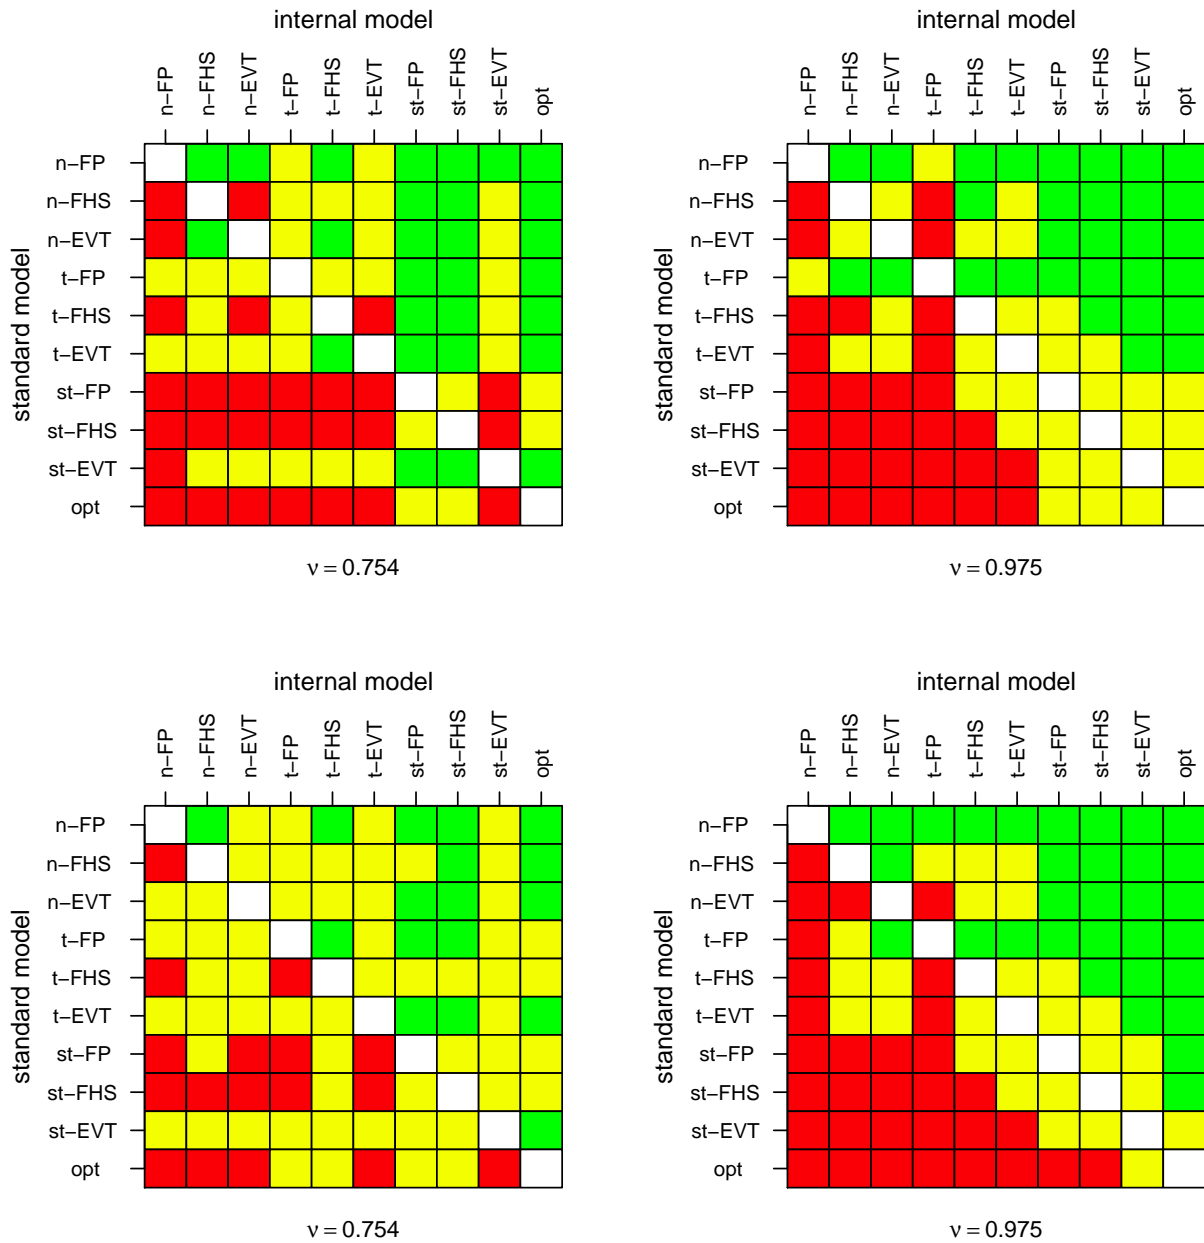 internal model
n−FP
n−FHS
n−EVT
t−FP
t−FHS
t−EVT
st−FP
st−FHS
st−EVT
opt
standard model
n−FP
n−FHS
n−EVT
t−FP
t−FHS
t−EVT
st−FP
st−FHS
st−EVT
opt
ν = 0.754
internal model
n−FP
n−FHS
n−EVT
t−FP
t−FHS
t−EVT
st−FP
st−FHS
st−EVT
opt
standard model
n−FP
n−FHS
n−EVT
t−FP
t−FHS
t−EVT
st−FP
st−FHS
st−EVT
opt
ν = 0.975
internal model
n−FP
n−FHS
n−EVT
t−FP
t−FHS
t−EVT
st−FP
st−FHS
st−EVT
opt
standard model
n−FP
n−FHS
n−EVT
t−FP
t−FHS
t−EVT
st−FP
st−FHS
st−EVT
opt
ν = 0.754
internal model
n−FP
n−FHS
n−EVT
t−FP
t−FHS
t−EVT
st−FP
st−FHS
st−EVT
opt
standard model
n−FP
n−FHS
n−EVT
t−FP
t−FHS
t−EVT
st−FP
st−FHS
st−EVT
opt
ν = 0.975